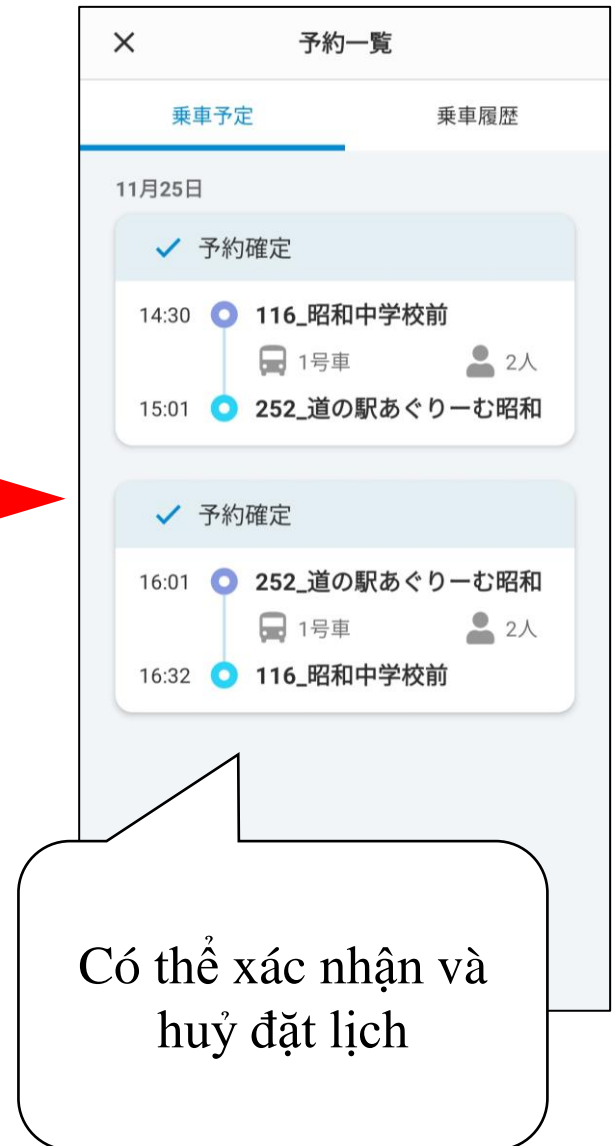 予約一覧
乗車予定 乗車履歴
11月25日
予約確定
14:30 116_昭和中学校前
1号車 2人
15:01 252_道の駅あぐりーむ昭和
予約確定
16:01 252_道の駅あぐりーむ昭和
1号車 2人
16:32 116_昭和中学校前
Có thể xác nhận và
huỷ đặt lịch